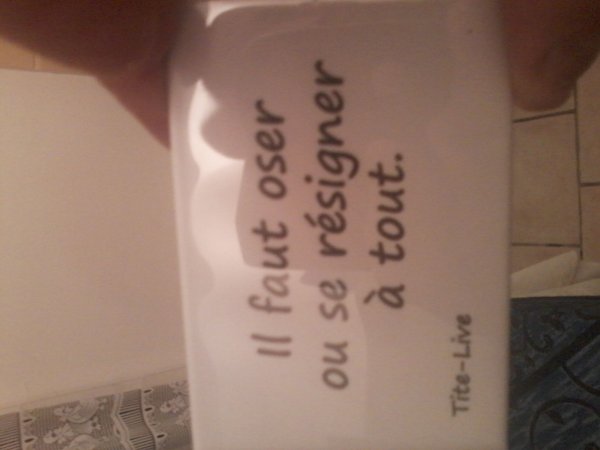 Il faut oser
ou se résigner
à tout.
Tite-Live